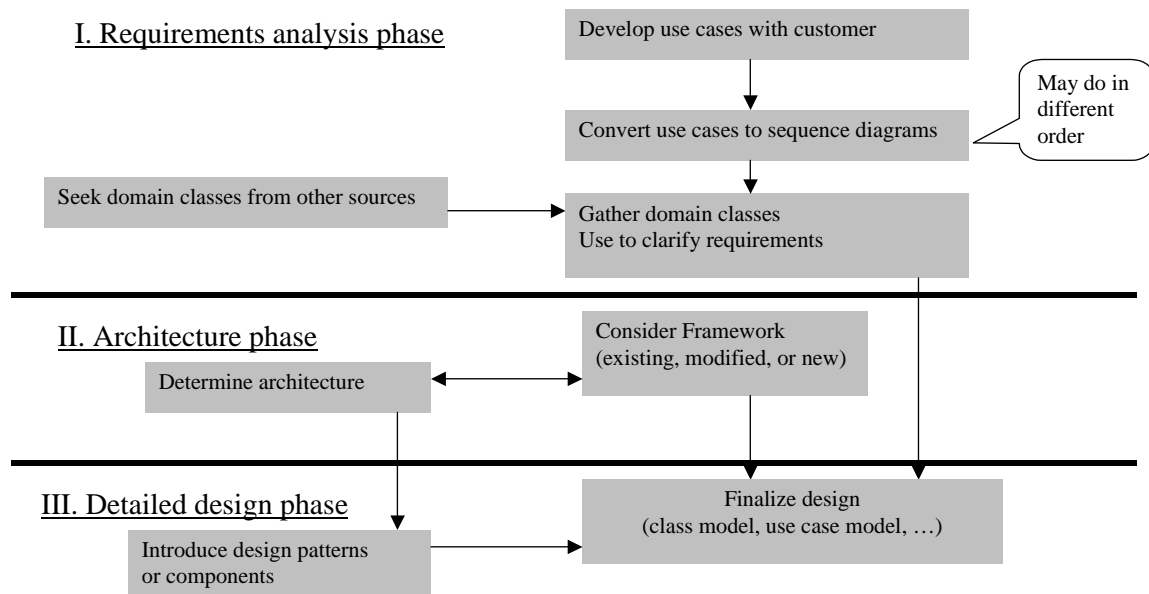 I. Requirements analysis phase
Develop use cases with customer
May do in
different
order
Convert use cases to sequence diagrams
Seek domain classes from other sources
Gather domain classes
Use to clarify requirements
II. Architecture phase
Consider Framework
(existing, modified, or new)
Determine architecture
III. Detailed design phase
Finalize design
(class model, use case model, …)
Introduce design patterns
or components